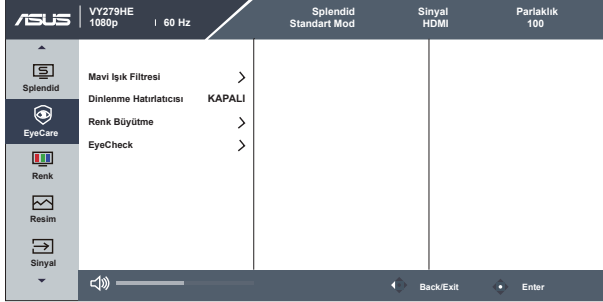 ASUS
VY279HE
1080p 60 Hz
Splendid
Standart Mod
Sinyal
HDMI
Parlaklık
100
Splendid
EyeCare
Renk
Resim
Sinyal
Mavi Işık Filtresi
Dinlenme Hatırlatıcısı KAPALI
Renk Büyütme
EyeCheck
Back/Exit
Enter